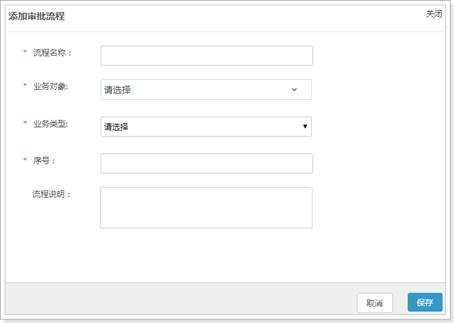 添加审批流程 关闭
* 流程名称：
* 业务对象: 请选择
* 业务类型: 请选择
* 序号：
流程说明：
取消 保存